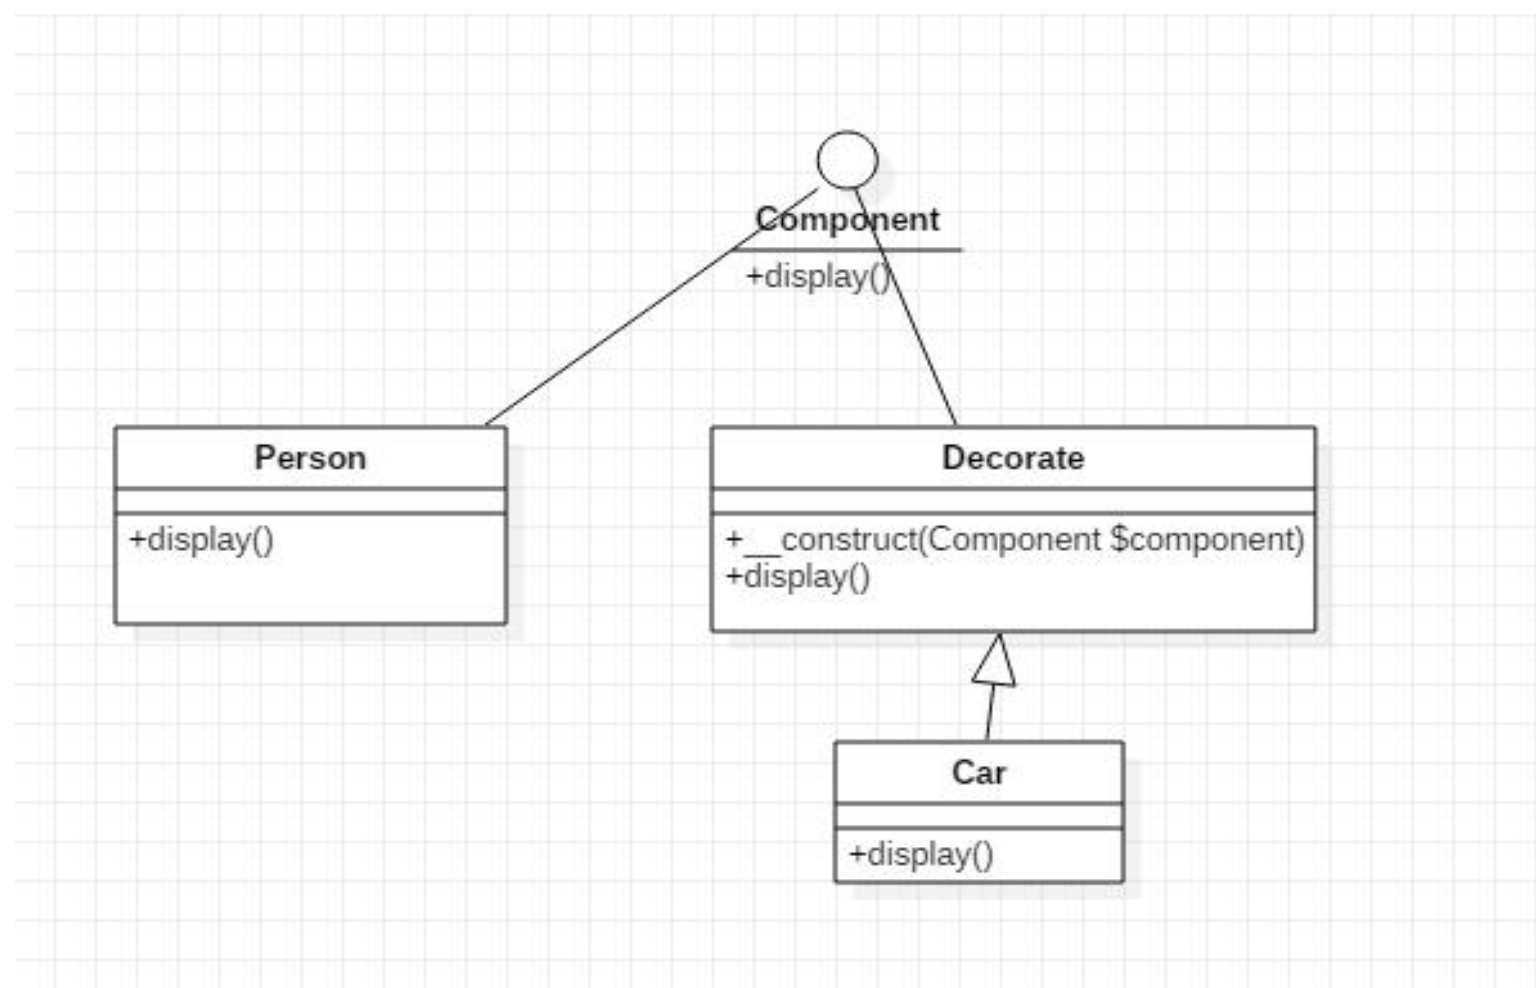 Component
+display()
Person
+display()
Decorate
+__construct(Component $component)
+display()
Car
+display()